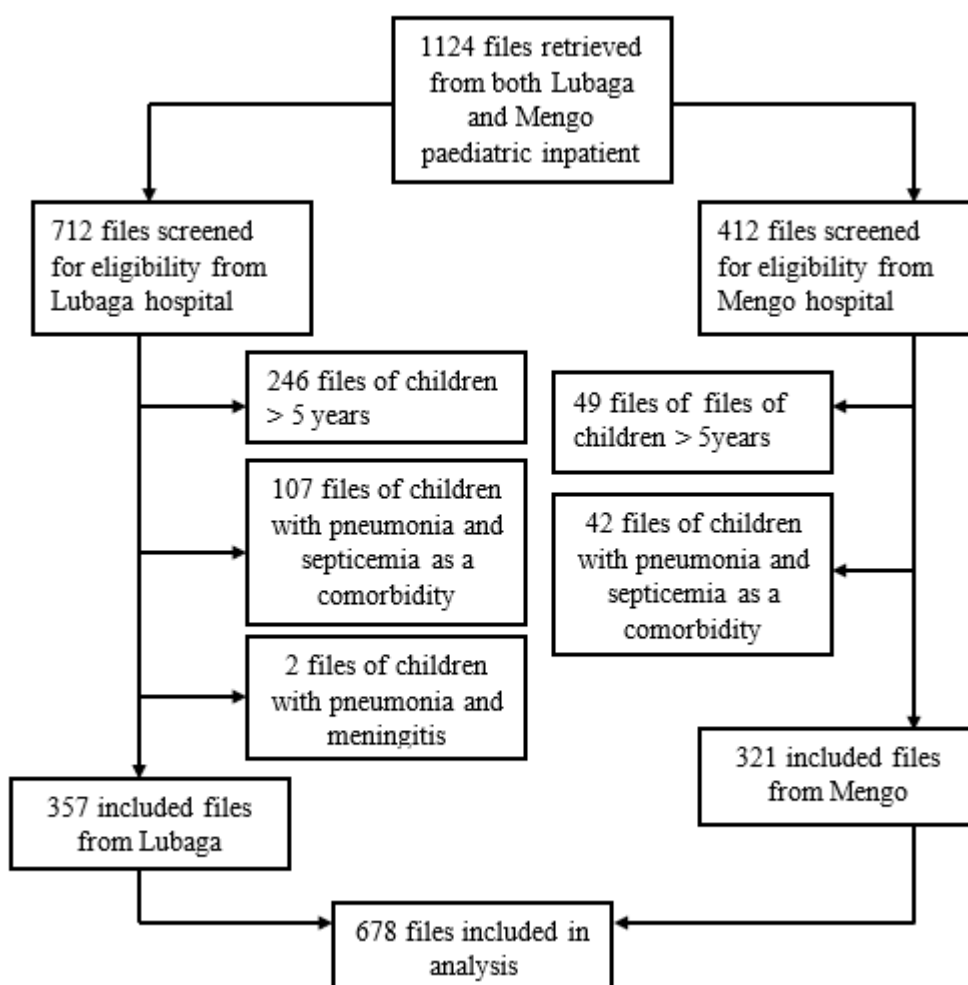 1124 files retrieved
from both Lubaga
and Mengo
paediatric inpatient
712 files screened
for eligibility from
Lubaga hospital
412 files screened
for eligibility from
Mengo hospital
246 files of children
> 5 years
49 files of files of
children > 5years
107 files of children
with pneumonia and
septicemia as a
comorbidity
42 files of children
with pneumonia and
septicemia as a
comorbidity
2 files of children
with pneumonia and
meningitis
357 included files
from Lubaga
321 included files
from Mengo
678 files included in
analysis